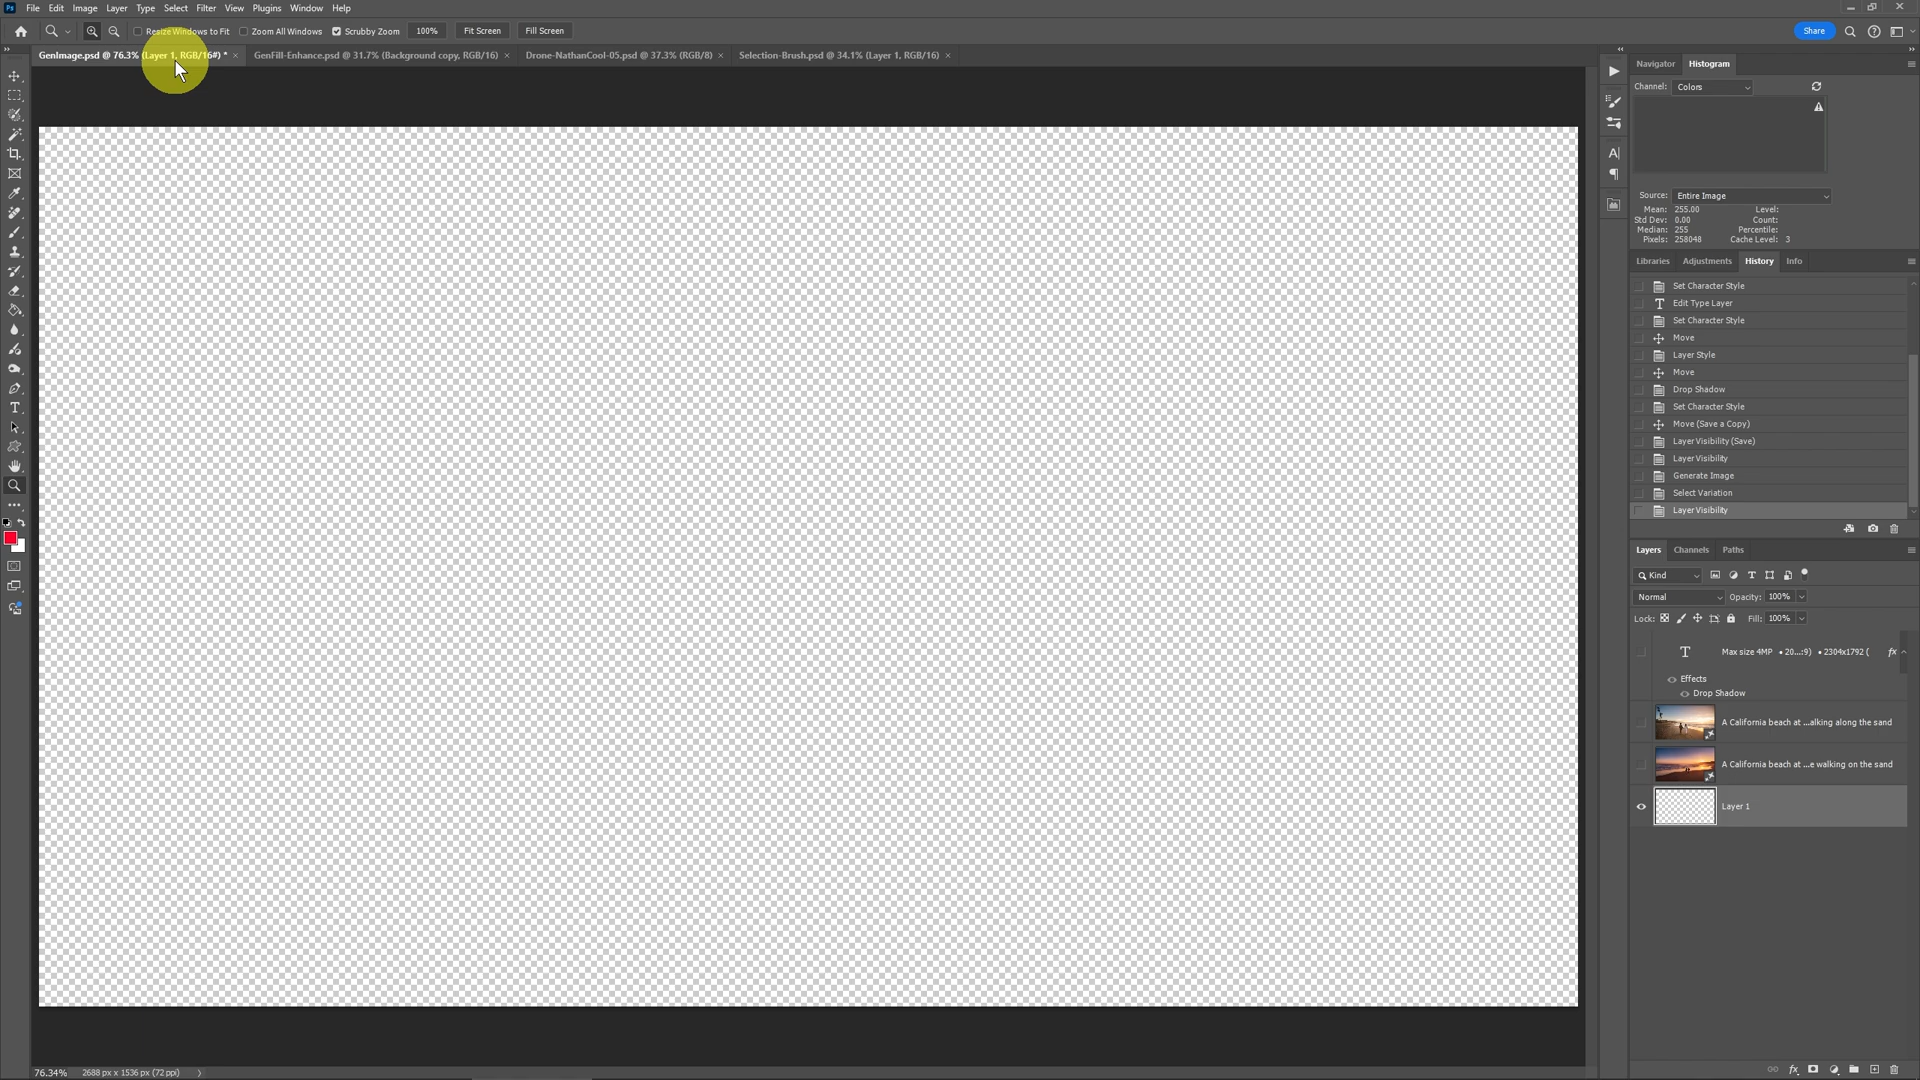 Ps File Edit Image Layer Type Select Filter View Plugins Window Help
Resize Windows to Fit Zoom All Windows Scrubby Zoom 100% Fit Screen Fill Screen Share
GenImage.psd @ 76.3% (Layer 1, RGB/16#) * × GenFill-Enhance.psd @ 31.7% (Background copy, RGB/16) × Drone-NathanCool-05.psd @ 37.3% (RGB/8) × Selection-Brush.psd @ 34.1% (Layer 1, RGB/16) ×
Navigator Histogram
Channel: Colors
Source: Entire Image
Mean: 255.00 Level:
Std Dev: 0.00 Count:
Median: 255 Percentile:
Pixels: 258048 Cache Level: 3
Libraries Adjustments History Info
Set Character Style
Edit Type Layer
Set Character Style
Move
Layer Style
Move
Drop Shadow
Set Character Style
Move (Save a Copy)
Layer Visibility (Save)
Layer Visibility
Generate Image
Select Variation
Layer Visibility
Layers Channels Paths
Kind
Normal Opacity: 100%
Lock: Fill: 100%
Max size 4MP • 20...:9) • 2304x1792 ( fx
Effects
Drop Shadow
A California beach at ...alking along the sand
A California beach at ...e walking on the sand
Layer 1
76.34% 2688 px x 1536 px (72 ppi)